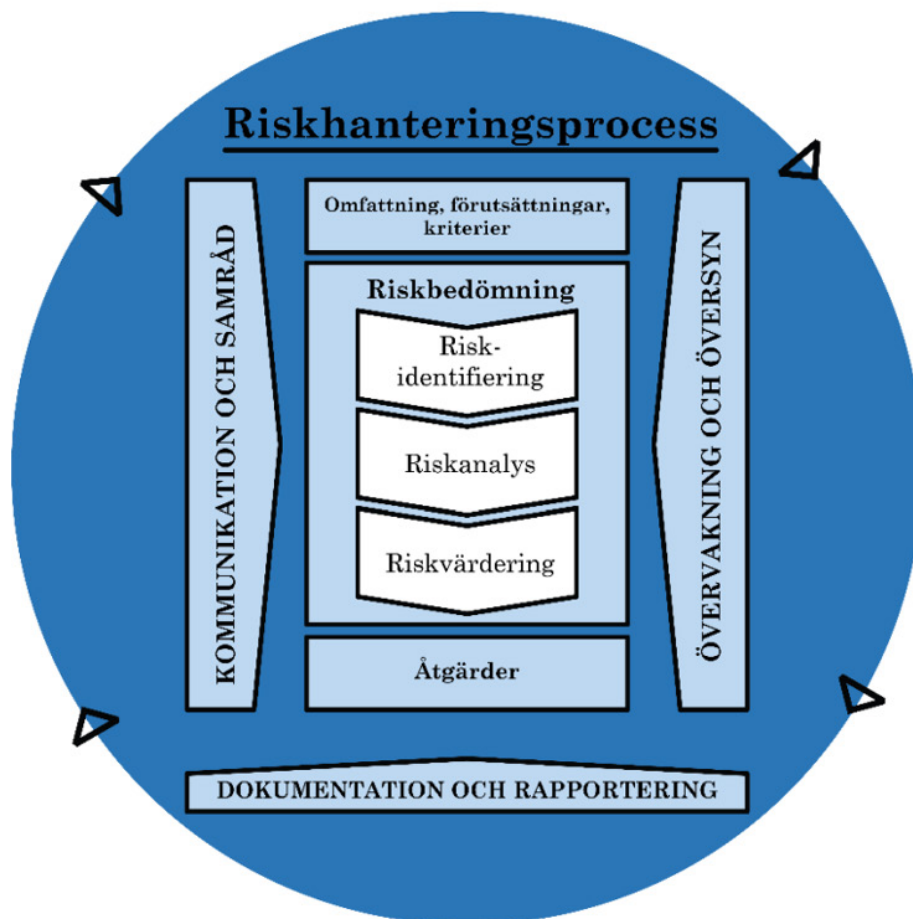 Riskhanteringsprocess
KOMMUNIKATION OCH SAMRÅD
Omfattning, förutsättningar,
kriterier
Riskbedömning
Risk-
identifiering
Riskanalys
Riskvärdering
Åtgärder
ÖVERVAKNING OCH ÖVERSYN
DOKUMENTATION OCH RAPPORTERING